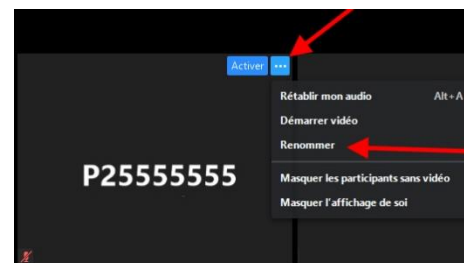 Activer ...
Rétablir mon audio Alt+A
Démarrer vidéo
Renommer
P25555555
Masquer les participants sans vidéo
Masquer l'affichage de soi